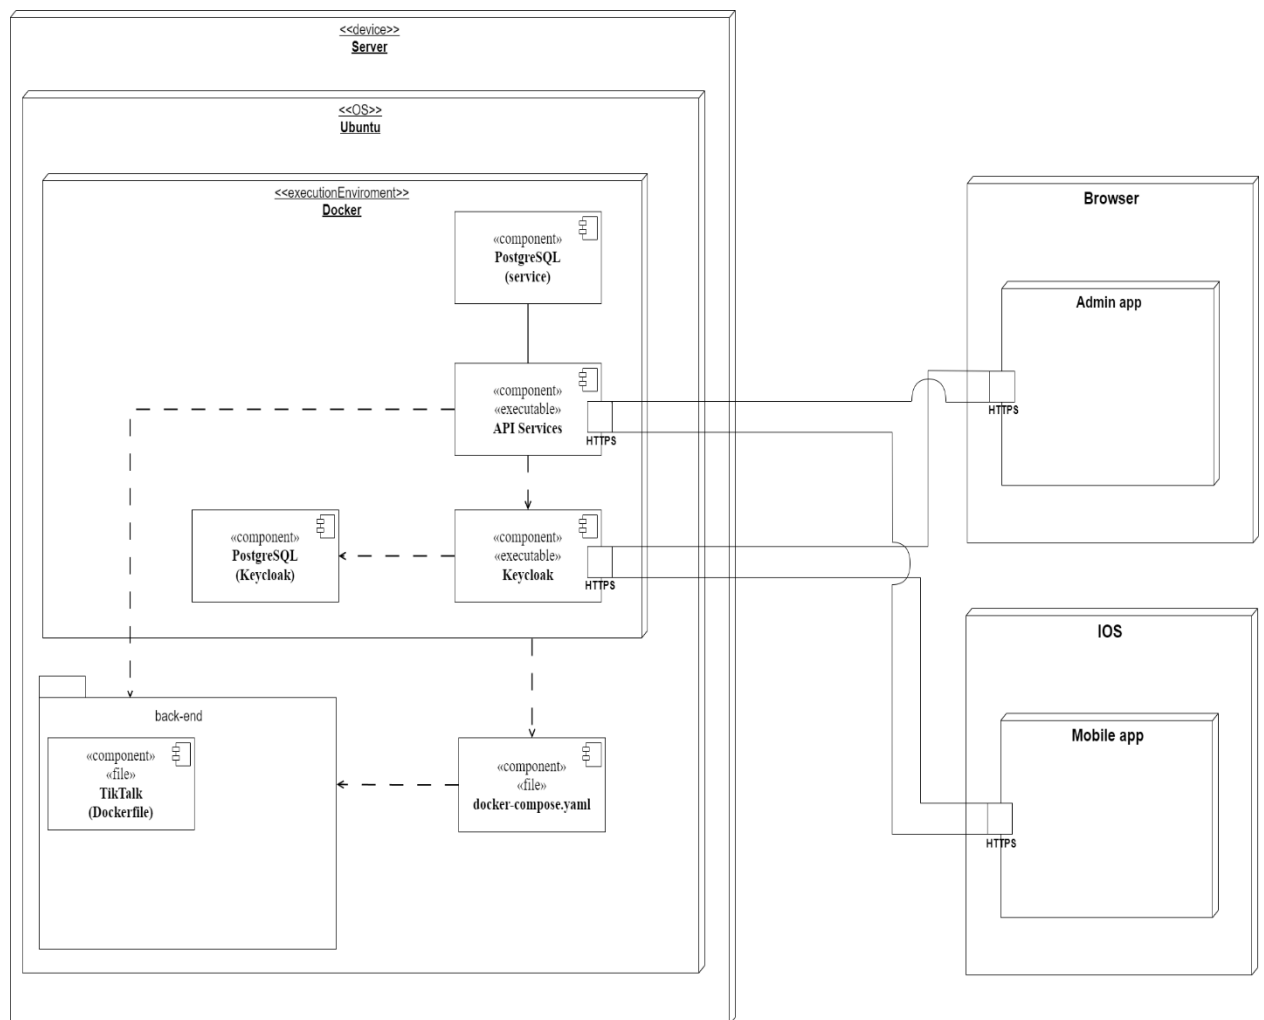 <<device>>
Server
<<OS>>
Ubuntu
<<executionEnviroment>>
Docker
«component»
PostgreSQL
(service)
«component»
«executable»
API Services
HTTPS
«component»
PostgreSQL
(Keycloak)
«component»
«executable»
Keycloak
HTTPS
back-end
«component»
«file»
TikTalk
(Dockerfile)
«component»
«file»
docker-compose.yaml
Browser
Admin app
HTTPS
IOS
Mobile app
HTTPS